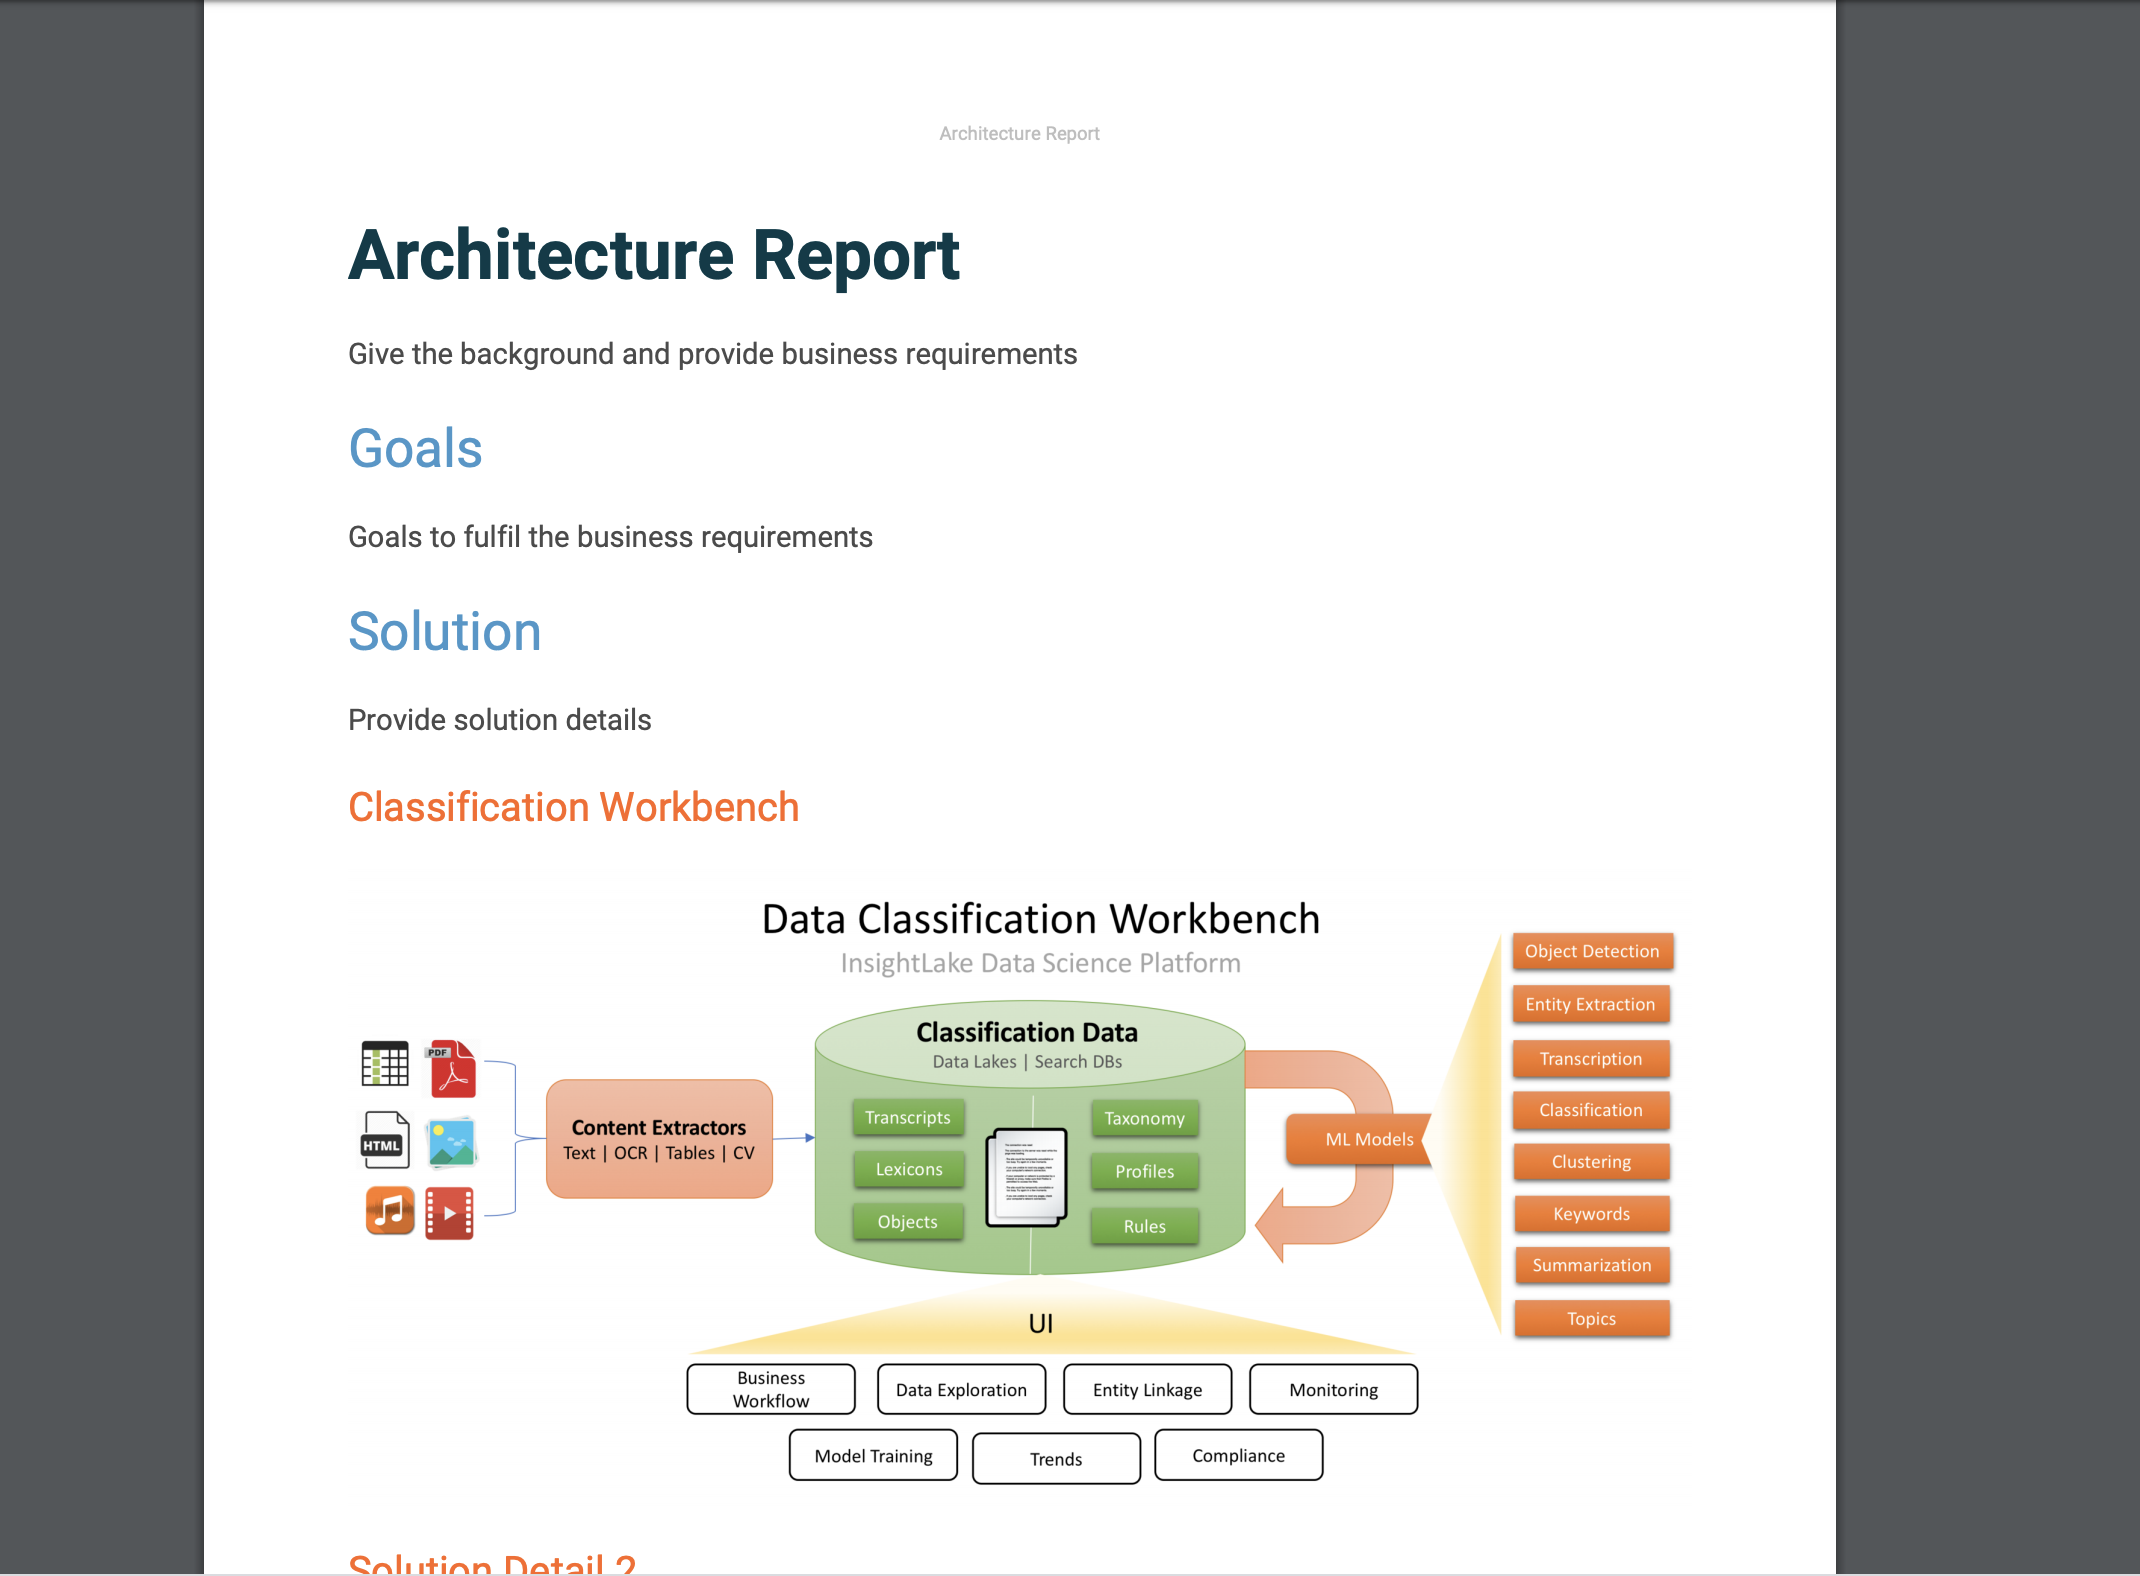 Architecture Report
Architecture Report
Give the background and provide business requirements
Goals
Goals to fulfil the business requirements
Solution
Provide solution details
Classification Workbench
Data Classification Workbench
InsightLake Data Science Platform
PDF
HTML
Content Extractors
Text | OCR | Tables | CV
Classification Data
Data Lakes | Search DBs
Transcripts
Lexicons
Objects
Taxonomy
Profiles
Rules
ML Models
Object Detection
Entity Extraction
Transcription
Classification
Clustering
Keywords
Summarization
Topics
UI
Business
Workflow
Data Exploration
Entity Linkage
Monitoring
Model Training
Trends
Compliance
Solution Detail 2